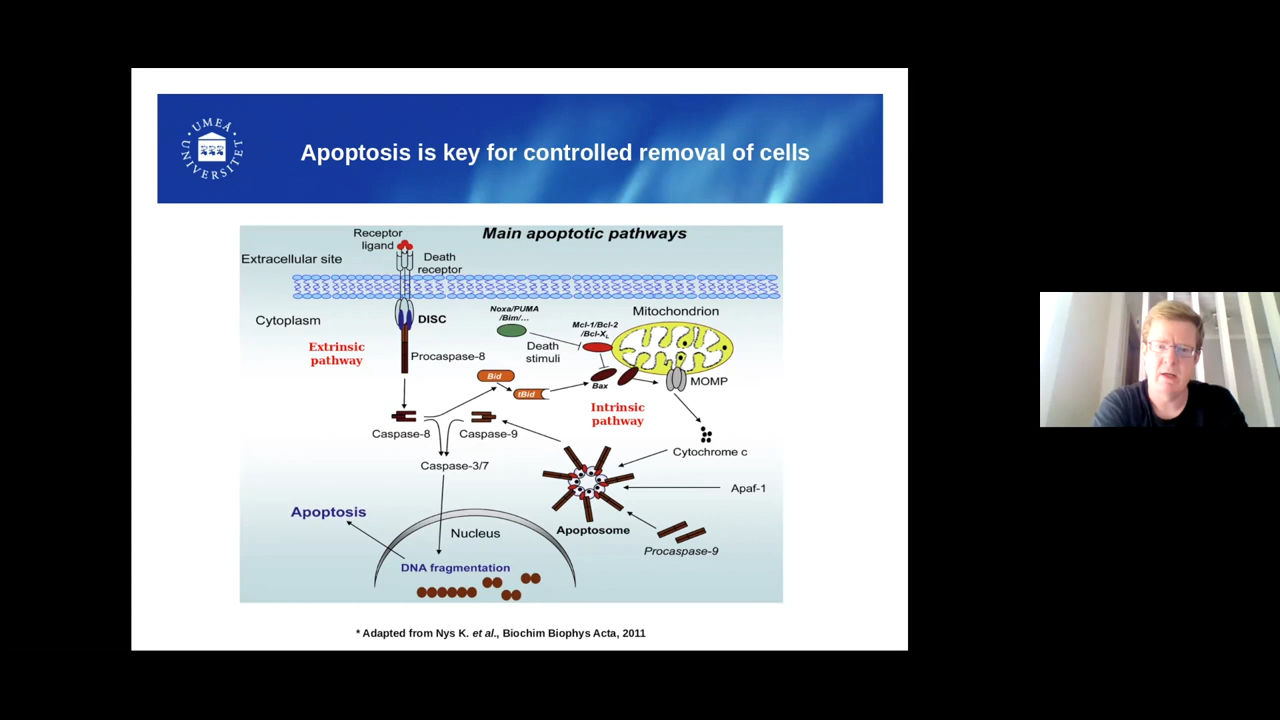 UMEÅ UNIVERSITET
Apoptosis is key for controlled removal of cells
Main apoptotic pathways
Receptor
ligand
Extracellular site
Death
receptor
Cytoplasm
DISC
Extrinsic
pathway
Procaspase-8
Noxa/PUMA
/Bim/...
Death
stimuli
Mcl-1/Bcl-2
/Bcl-XL
Mitochondrion
Bid
tBid
Bax
MOMP
Intrinsic
pathway
Caspase-8
Caspase-9
Cytochrome c
Caspase-3/7
Apaf-1
Apoptosis
Nucleus
Apoptosome
Procaspase-9
DNA fragmentation
* Adapted from Nys K. et al., Biochim Biophys Acta, 2011